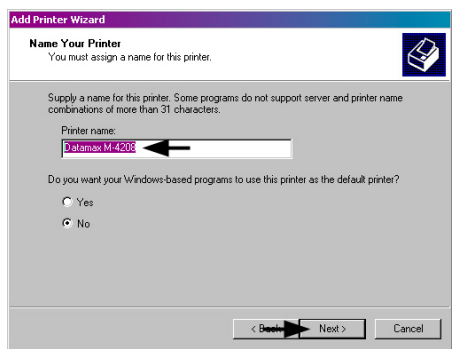 Add Printer Wizard
Name Your Printer
You must assign a name for this printer.
Supply a name for this printer. Some programs do not support server and printer name
combinations of more than 31 characters.
Printer name:
Datamax M-4208
Do you want your Windows-based programs to use this printer as the default printer?
Yes
No
< Back Next > Cancel